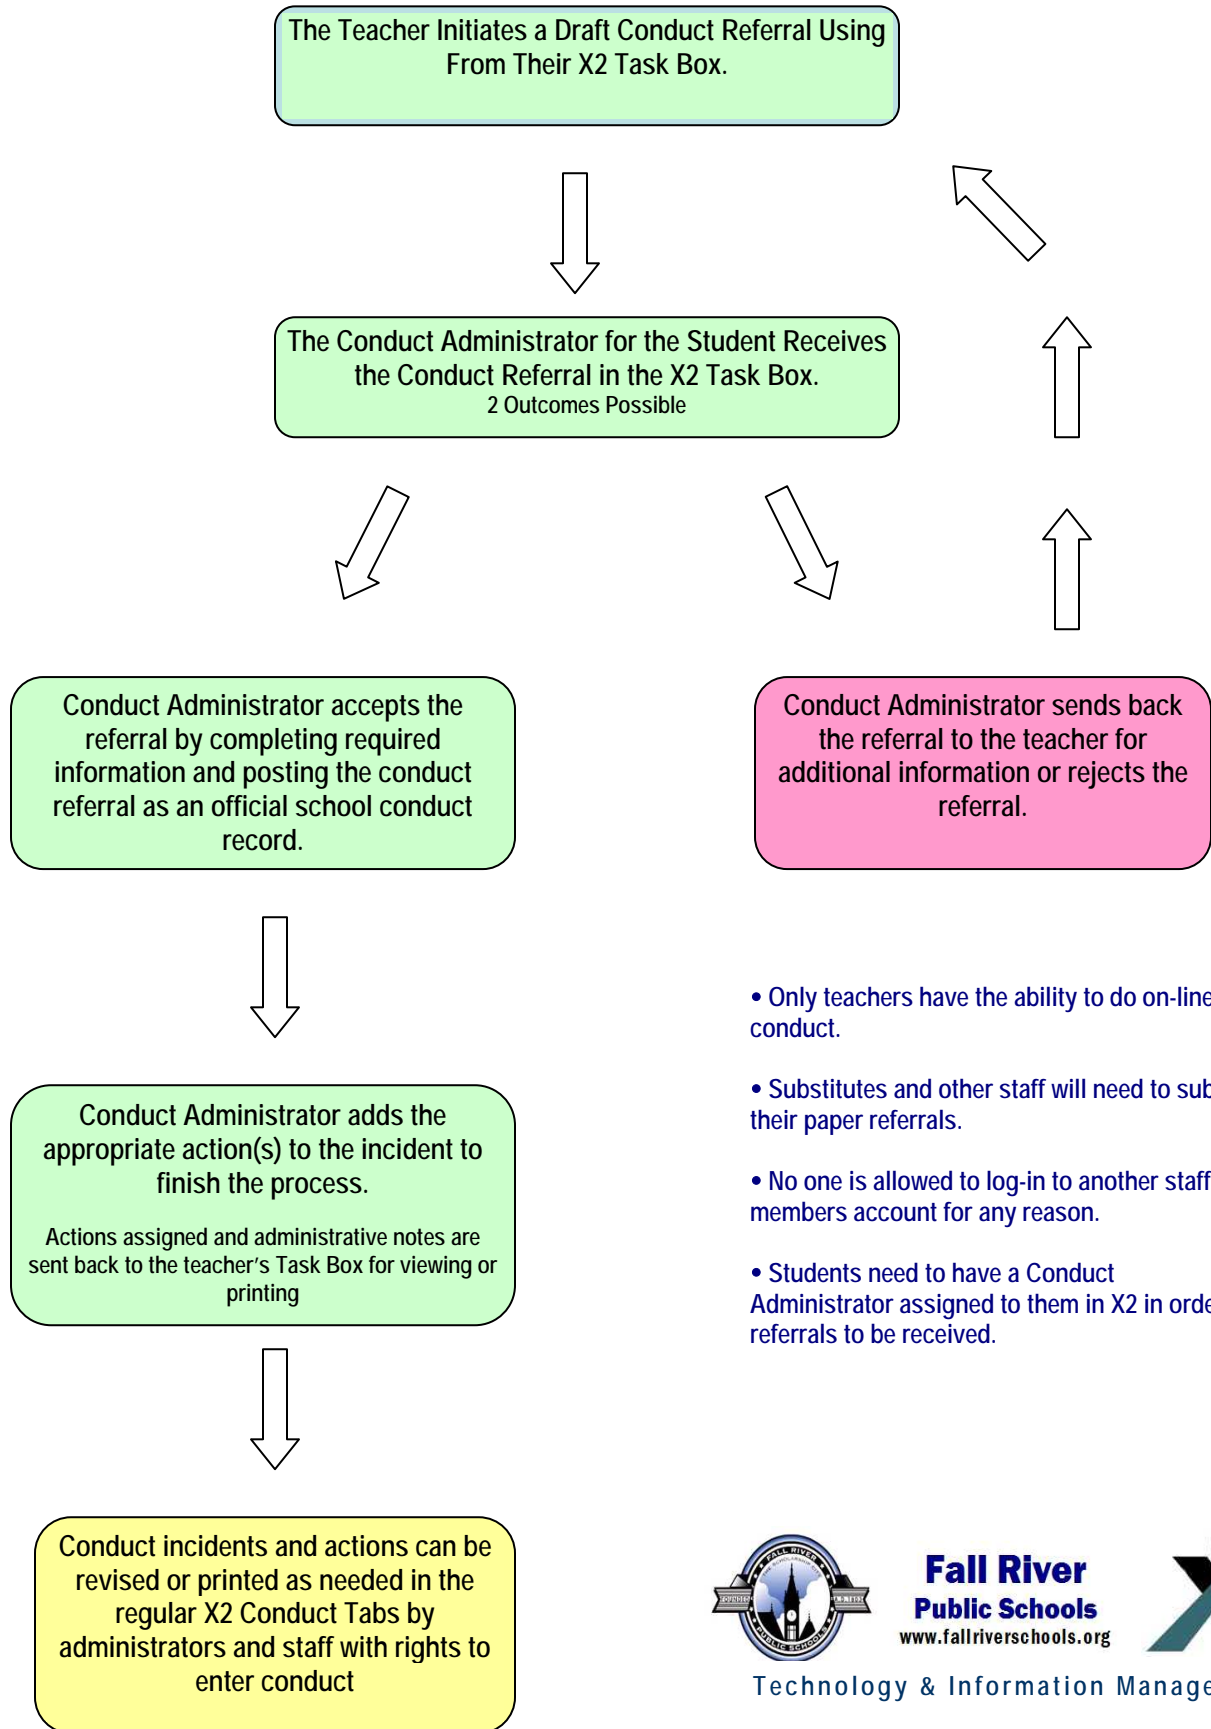 The Teacher Initiates a Draft Conduct Referral Using
From Their X2 Task Box.
The Conduct Administrator for the Student Receives
the Conduct Referral in the X2 Task Box.
2 Outcomes Possible
Conduct Administrator accepts the
referral by completing required
information and posting the conduct
referral as an official school conduct
record.
Conduct Administrator sends back
the referral to the teacher for
additional information or rejects the
referral.
Conduct Administrator adds the
appropriate action(s) to the incident to
finish the process.
Actions assigned and administrative notes are
sent back to the teacher’s Task Box for viewing or
printing
• Only teachers have the ability to do on-line
conduct.
• Substitutes and other staff will need to sub
their paper referrals.
• No one is allowed to log-in to another staff
members account for any reason.
• Students need to have a Conduct
Administrator assigned to them in X2 in orde
referrals to be received.
Conduct incidents and actions can be
revised or printed as needed in the
regular X2 Conduct Tabs by
administrators and staff with rights to
enter conduct
FALL RIVER
PUBLIC SCHOOLS
FOUNDED
Fall River
Public Schools
www.fallriverschools.org
Technology & Information Manage